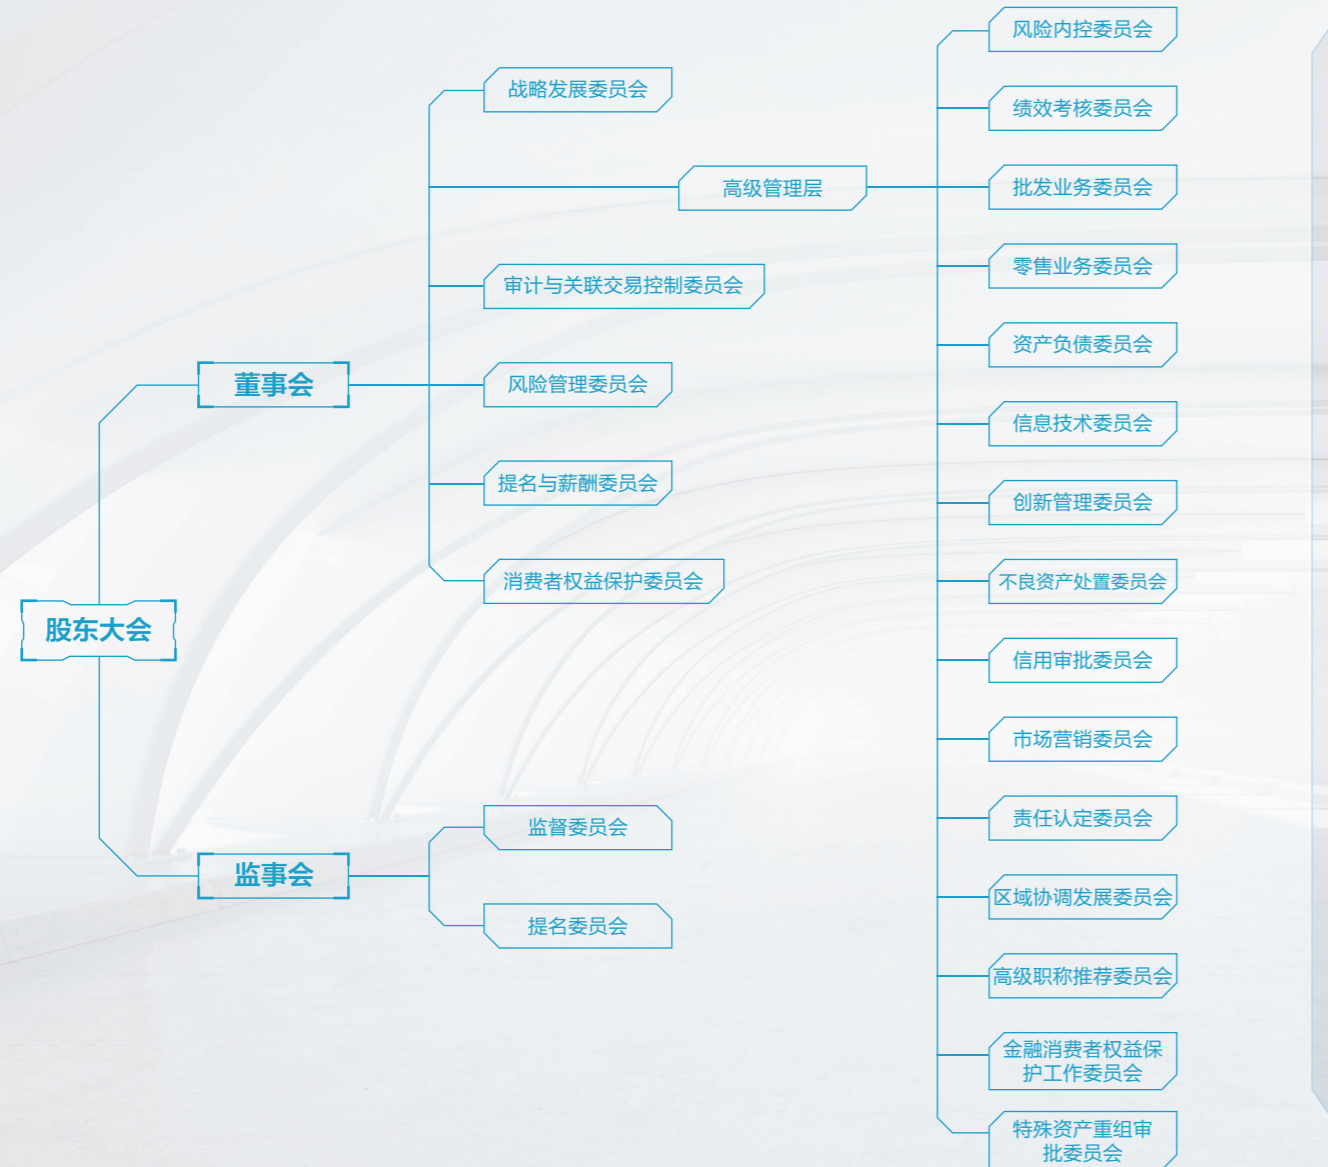 股东大会
董事会
战略发展委员会
高级管理层
审计与关联交易控制委员会
风险管理委员会
提名与薪酬委员会
消费者权益保护委员会
监事会
监督委员会
提名委员会
风险内控委员会
绩效考核委员会
批发业务委员会
零售业务委员会
资产负债委员会
信息技术委员会
创新管理委员会
不良资产处置委员会
信用审批委员会
市场营销委员会
责任认定委员会
区域协调发展委员会
高级职称推荐委员会
金融消费者权益保
护工作委员会
特殊资产重组审
批委员会